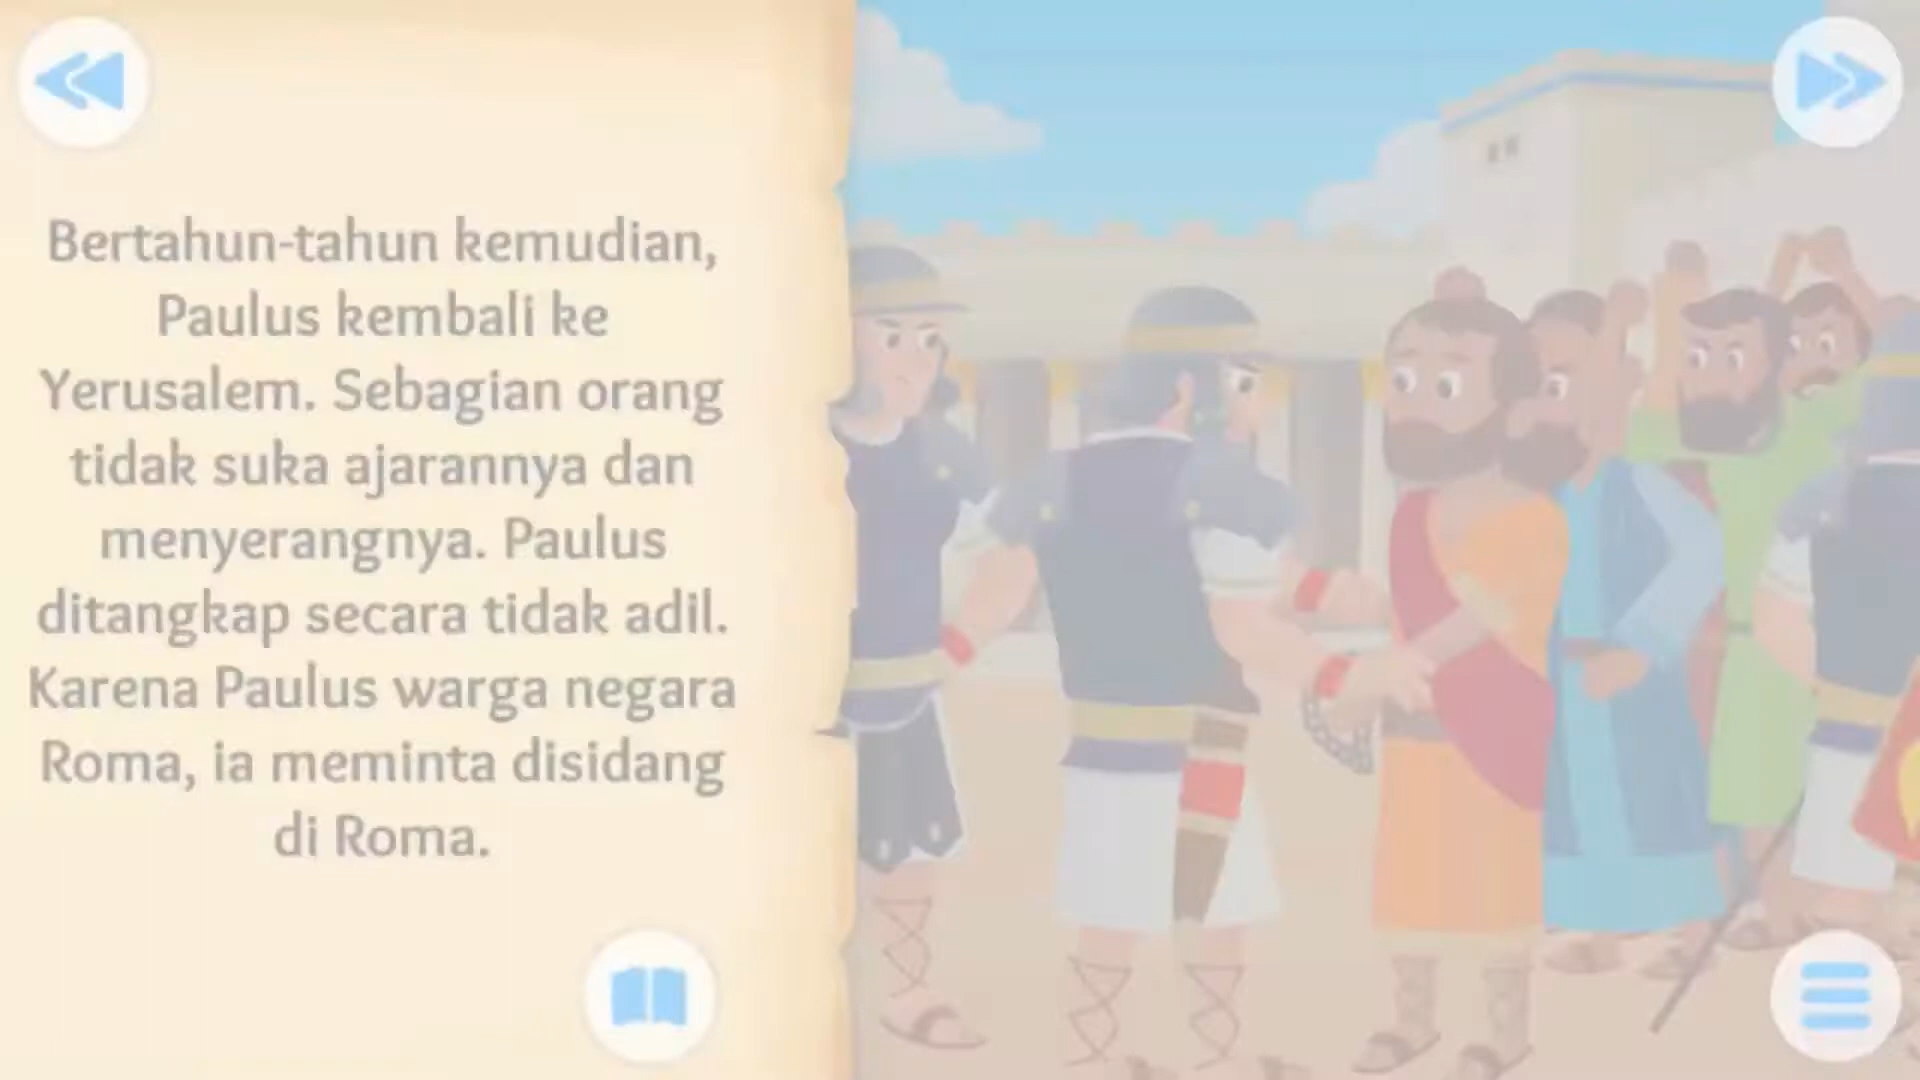 Bertahun-tahun kemudian,
Paulus kembali ke
Yerusalem. Sebagian orang
tidak suka ajarannya dan
menyerangnya. Paulus
ditangkap secara tidak adil.
Karena Paulus warga negara
Roma, ia meminta disidang
di Roma.